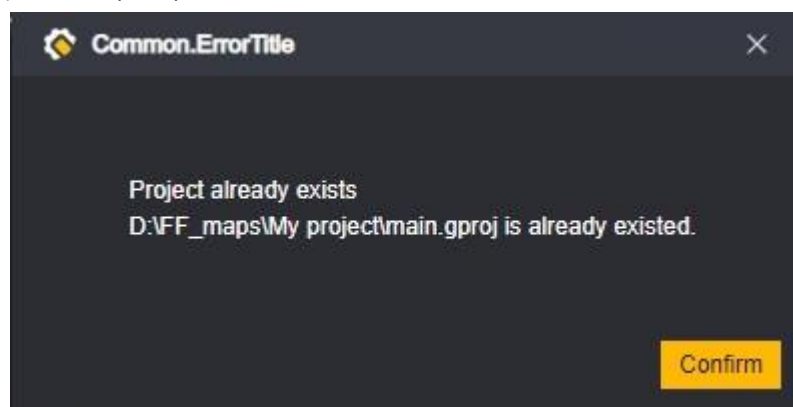 Common.ErrorTitle
Project already exists
D:\FF_maps\My project\main.gproj is already existed.
Confirm